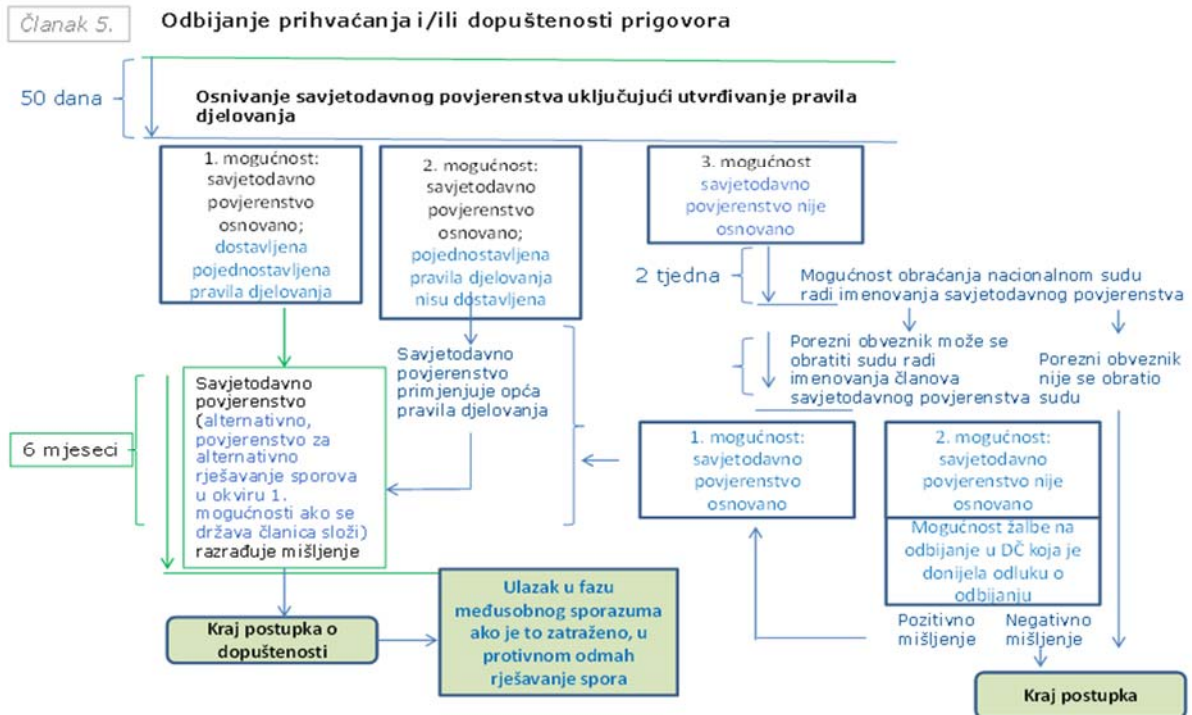 Članak 5.
Odbijanje prihvaćanja i/ili dopuštenosti prigovora
50 dana
Osnivanje savjetodavnog povjerenstva uključujući utvrđivanje pravila
djelovanja
1. mogućnost:
savjetodavno
povjerenstvo
osnovano;
dostavljena
pojednostavljena
pravila djelovanja
2. mogućnost:
savjetodavno
povjerenstvo
osnovano;
pojednostavljena
pravila djelovanja
nisu dostavljena
3. mogućnost
savjetodavno
povjerenstvo nije
osnovano
2 tjedna
Mogućnost obraćanja nacionalnom sudu
radi imenovanja savjetodavnog povjerenstva
Savjetodavno
povjerenstvo
primjenjuje opća
pravila djelovanja
Porezni obveznik može se
obratiti sudu radi
imenovanja članova
savjetodavnog povjerenstva
Porezni obveznik
nije se obratio
sudu
6 mjeseci
Savjetodavno
povjerenstvo
(alternativno,
povjerenstvo za
alternativno
rješavanje sporova
u okviru 1.
mogućnosti ako se
država članica složi)
razrađuje mišljenje
1. mogućnost:
savjetodavno
povjerenstvo
osnovano
2. mogućnost:
savjetodavno
povjerenstvo nije
osnovano
Mogućnost žalbe na
odbijanje u DČ koja je
donijela odluku o
odbijanju
Pozitivno
mišljenje
Negativno
mišljenje
Kraj postupka o
dopuštenosti
Ulazak u fazu
međusobnog sporazuma
ako je to zatraženo, u
protivnom odmah
rješavanje spora
Kraj postupka